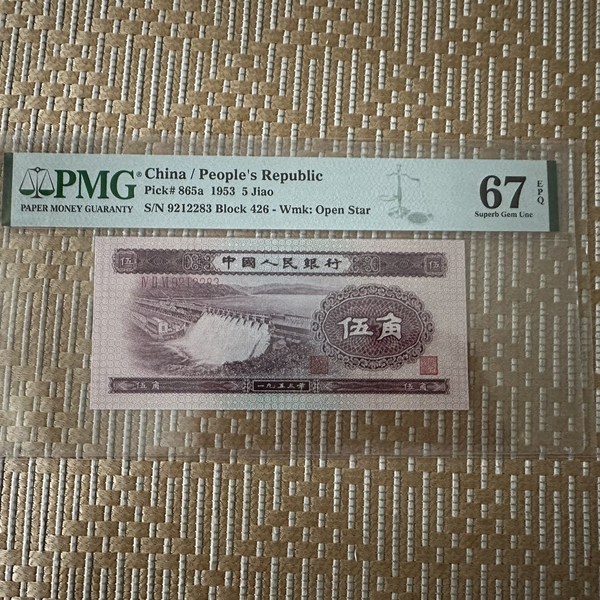 PMG
PAPER MONEY GUARANTY
China / People's Republic
Pick# 865a 1953 5 Jiao
S/N 9212283 Block 426 - Wmk: Open Star
67 EPQ
Superb Gem Unc
中國人民銀行
伍 伍
9212283
伍角
伍角 一九五三年 伍角